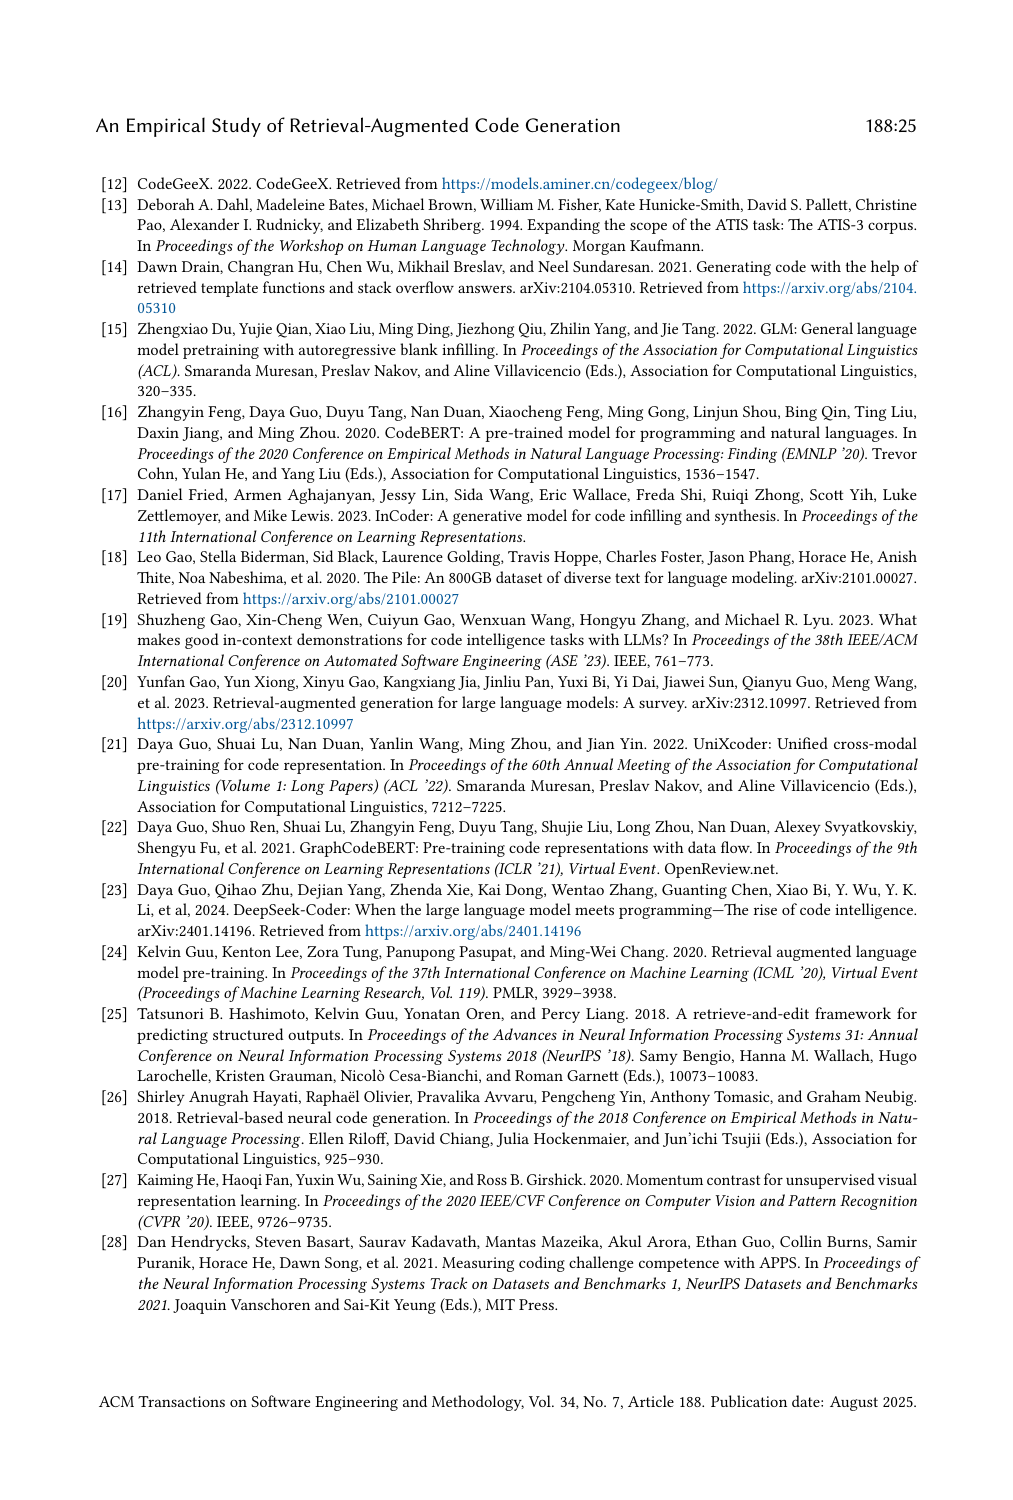 An Empirical Study of Retrieval-Augmented Code Generation 188:25
[12] CodeGeeX. 2022. CodeGeeX. Retrieved from https://models.aminer.cn/codegeex/blog/
[13] Deborah A. Dahl, Madeleine Bates, Michael Brown, William M. Fisher, Kate Hunicke-Smith, David S. Pallett, Christine
Pao, Alexander I. Rudnicky, and Elizabeth Shriberg. 1994. Expanding the scope of the ATIS task: The ATIS-3 corpus.
In Proceedings of the Workshop on Human Language Technology. Morgan Kaufmann.
[14] Dawn Drain, Changran Hu, Chen Wu, Mikhail Breslav, and Neel Sundaresan. 2021. Generating code with the help of
retrieved template functions and stack overflow answers. arXiv:2104.05310. Retrieved from https://arxiv.org/abs/2104.
05310
[15] Zhengxiao Du, Yujie Qian, Xiao Liu, Ming Ding, Jiezhong Qiu, Zhilin Yang, and Jie Tang. 2022. GLM: General language
model pretraining with autoregressive blank infilling. In Proceedings of the Association for Computational Linguistics
(ACL). Smaranda Muresan, Preslav Nakov, and Aline Villavicencio (Eds.), Association for Computational Linguistics,
320–335.
[16] Zhangyin Feng, Daya Guo, Duyu Tang, Nan Duan, Xiaocheng Feng, Ming Gong, Linjun Shou, Bing Qin, Ting Liu,
Daxin Jiang, and Ming Zhou. 2020. CodeBERT: A pre-trained model for programming and natural languages. In
Proceedings of the 2020 Conference on Empirical Methods in Natural Language Processing: Finding (EMNLP ’20). Trevor
Cohn, Yulan He, and Yang Liu (Eds.), Association for Computational Linguistics, 1536–1547.
[17] Daniel Fried, Armen Aghajanyan, Jessy Lin, Sida Wang, Eric Wallace, Freda Shi, Ruiqi Zhong, Scott Yih, Luke
Zettlemoyer, and Mike Lewis. 2023. InCoder: A generative model for code infilling and synthesis. In Proceedings of the
11th International Conference on Learning Representations.
[18] Leo Gao, Stella Biderman, Sid Black, Laurence Golding, Travis Hoppe, Charles Foster, Jason Phang, Horace He, Anish
Thite, Noa Nabeshima, et al. 2020. The Pile: An 800GB dataset of diverse text for language modeling. arXiv:2101.00027.
Retrieved from https://arxiv.org/abs/2101.00027
[19] Shuzheng Gao, Xin-Cheng Wen, Cuiyun Gao, Wenxuan Wang, Hongyu Zhang, and Michael R. Lyu. 2023. What
makes good in-context demonstrations for code intelligence tasks with LLMs? In Proceedings of the 38th IEEE/ACM
International Conference on Automated Software Engineering (ASE ’23). IEEE, 761–773.
[20] Yunfan Gao, Yun Xiong, Xinyu Gao, Kangxiang Jia, Jinliu Pan, Yuxi Bi, Yi Dai, Jiawei Sun, Qianyu Guo, Meng Wang,
et al. 2023. Retrieval-augmented generation for large language models: A survey. arXiv:2312.10997. Retrieved from
https://arxiv.org/abs/2312.10997
[21] Daya Guo, Shuai Lu, Nan Duan, Yanlin Wang, Ming Zhou, and Jian Yin. 2022. UniXcoder: Unified cross-modal
pre-training for code representation. In Proceedings of the 60th Annual Meeting of the Association for Computational
Linguistics (Volume 1: Long Papers) (ACL ’22). Smaranda Muresan, Preslav Nakov, and Aline Villavicencio (Eds.),
Association for Computational Linguistics, 7212–7225.
[22] Daya Guo, Shuo Ren, Shuai Lu, Zhangyin Feng, Duyu Tang, Shujie Liu, Long Zhou, Nan Duan, Alexey Svyatkovskiy,
Shengyu Fu, et al. 2021. GraphCodeBERT: Pre-training code representations with data flow. In Proceedings of the 9th
International Conference on Learning Representations (ICLR ’21), Virtual Event. OpenReview.net.
[23] Daya Guo, Qihao Zhu, Dejian Yang, Zhenda Xie, Kai Dong, Wentao Zhang, Guanting Chen, Xiao Bi, Y. Wu, Y. K.
Li, et al, 2024. DeepSeek-Coder: When the large language model meets programming—The rise of code intelligence.
arXiv:2401.14196. Retrieved from https://arxiv.org/abs/2401.14196
[24] Kelvin Guu, Kenton Lee, Zora Tung, Panupong Pasupat, and Ming-Wei Chang. 2020. Retrieval augmented language
model pre-training. In Proceedings of the 37th International Conference on Machine Learning (ICML ’20), Virtual Event
(Proceedings of Machine Learning Research, Vol. 119). PMLR, 3929–3938.
[25] Tatsunori B. Hashimoto, Kelvin Guu, Yonatan Oren, and Percy Liang. 2018. A retrieve-and-edit framework for
predicting structured outputs. In Proceedings of the Advances in Neural Information Processing Systems 31: Annual
Conference on Neural Information Processing Systems 2018 (NeurIPS ’18). Samy Bengio, Hanna M. Wallach, Hugo
Larochelle, Kristen Grauman, Nicolò Cesa-Bianchi, and Roman Garnett (Eds.), 10073–10083.
[26] Shirley Anugrah Hayati, Raphaël Olivier, Pravalika Avvaru, Pengcheng Yin, Anthony Tomasic, and Graham Neubig.
2018. Retrieval-based neural code generation. In Proceedings of the 2018 Conference on Empirical Methods in Natu-
ral Language Processing. Ellen Riloff, David Chiang, Julia Hockenmaier, and Jun’ichi Tsujii (Eds.), Association for
Computational Linguistics, 925–930.
[27] Kaiming He, Haoqi Fan, Yuxin Wu, Saining Xie, and Ross B. Girshick. 2020. Momentum contrast for unsupervised visual
representation learning. In Proceedings of the 2020 IEEE/CVF Conference on Computer Vision and Pattern Recognition
(CVPR ’20). IEEE, 9726–9735.
[28] Dan Hendrycks, Steven Basart, Saurav Kadavath, Mantas Mazeika, Akul Arora, Ethan Guo, Collin Burns, Samir
Puranik, Horace He, Dawn Song, et al. 2021. Measuring coding challenge competence with APPS. In Proceedings of
the Neural Information Processing Systems Track on Datasets and Benchmarks 1, NeurIPS Datasets and Benchmarks
2021. Joaquin Vanschoren and Sai-Kit Yeung (Eds.), MIT Press.
ACM Transactions on Software Engineering and Methodology, Vol. 34, No. 7, Article 188. Publication date: August 2025.